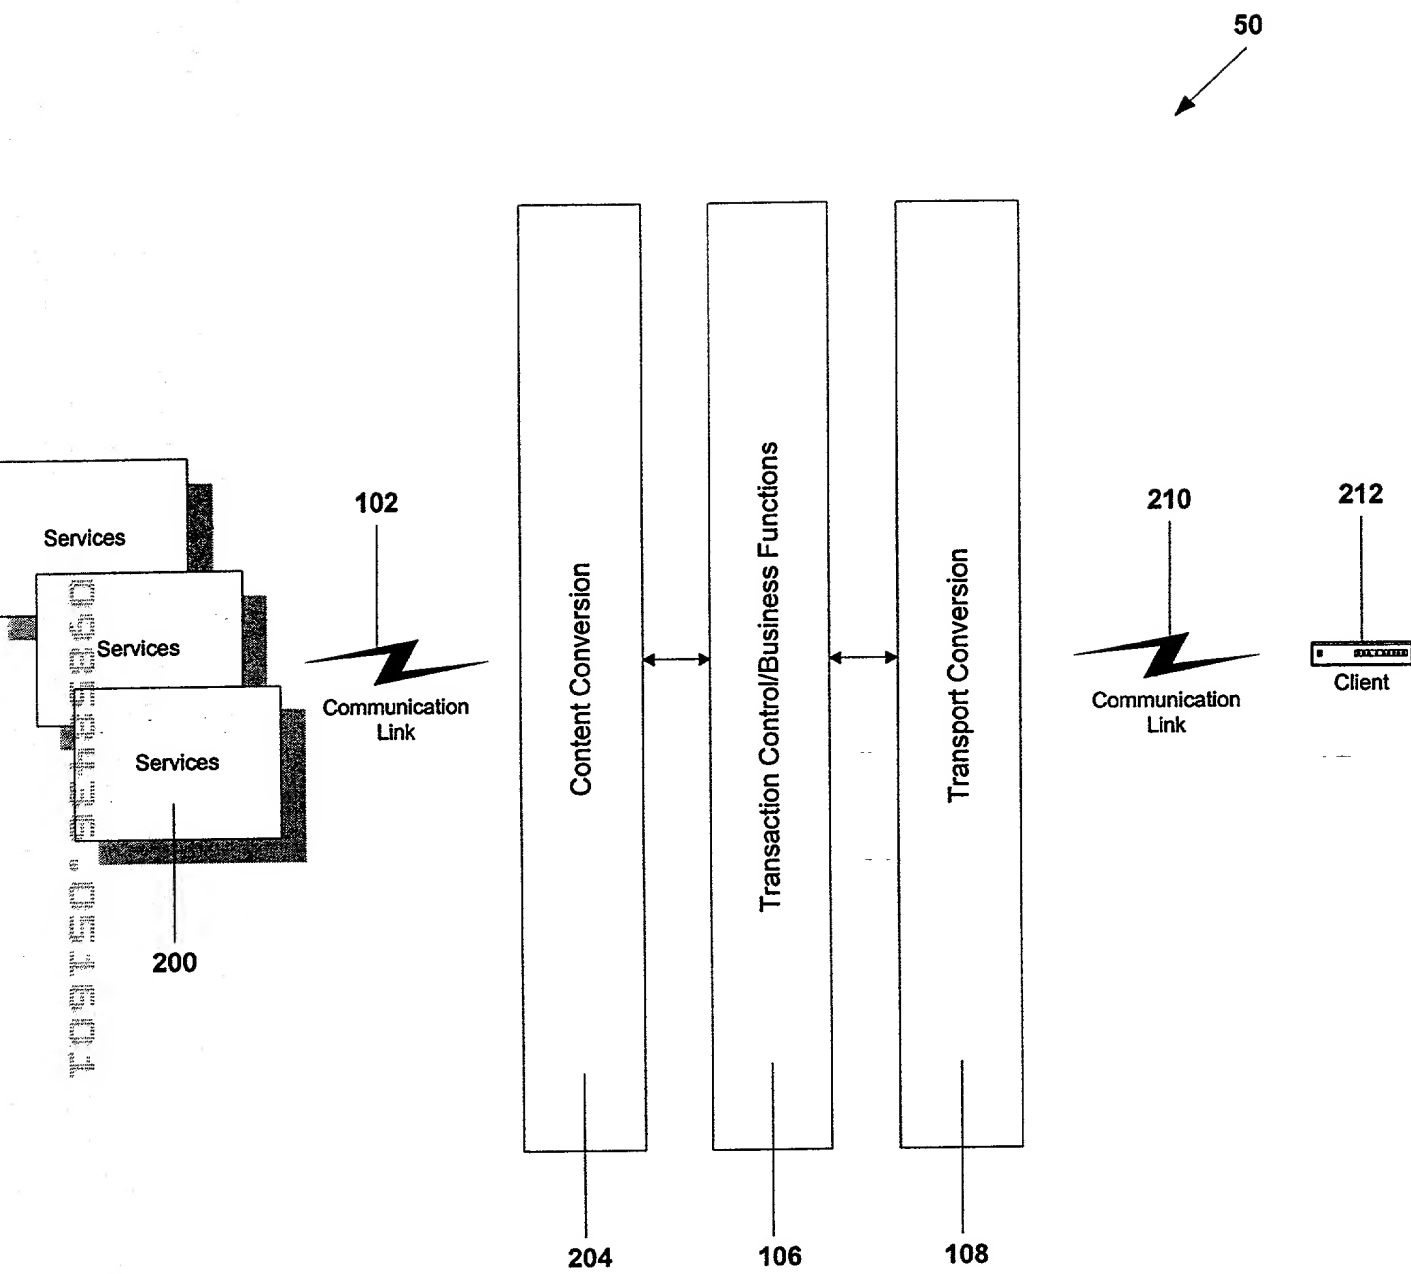 50
Services
Services
Services
200
102
Communication
Link
Content Conversion
204
Transaction Control/Business Functions
106
Transport Conversion
108
210
Communication
Link
212
Client